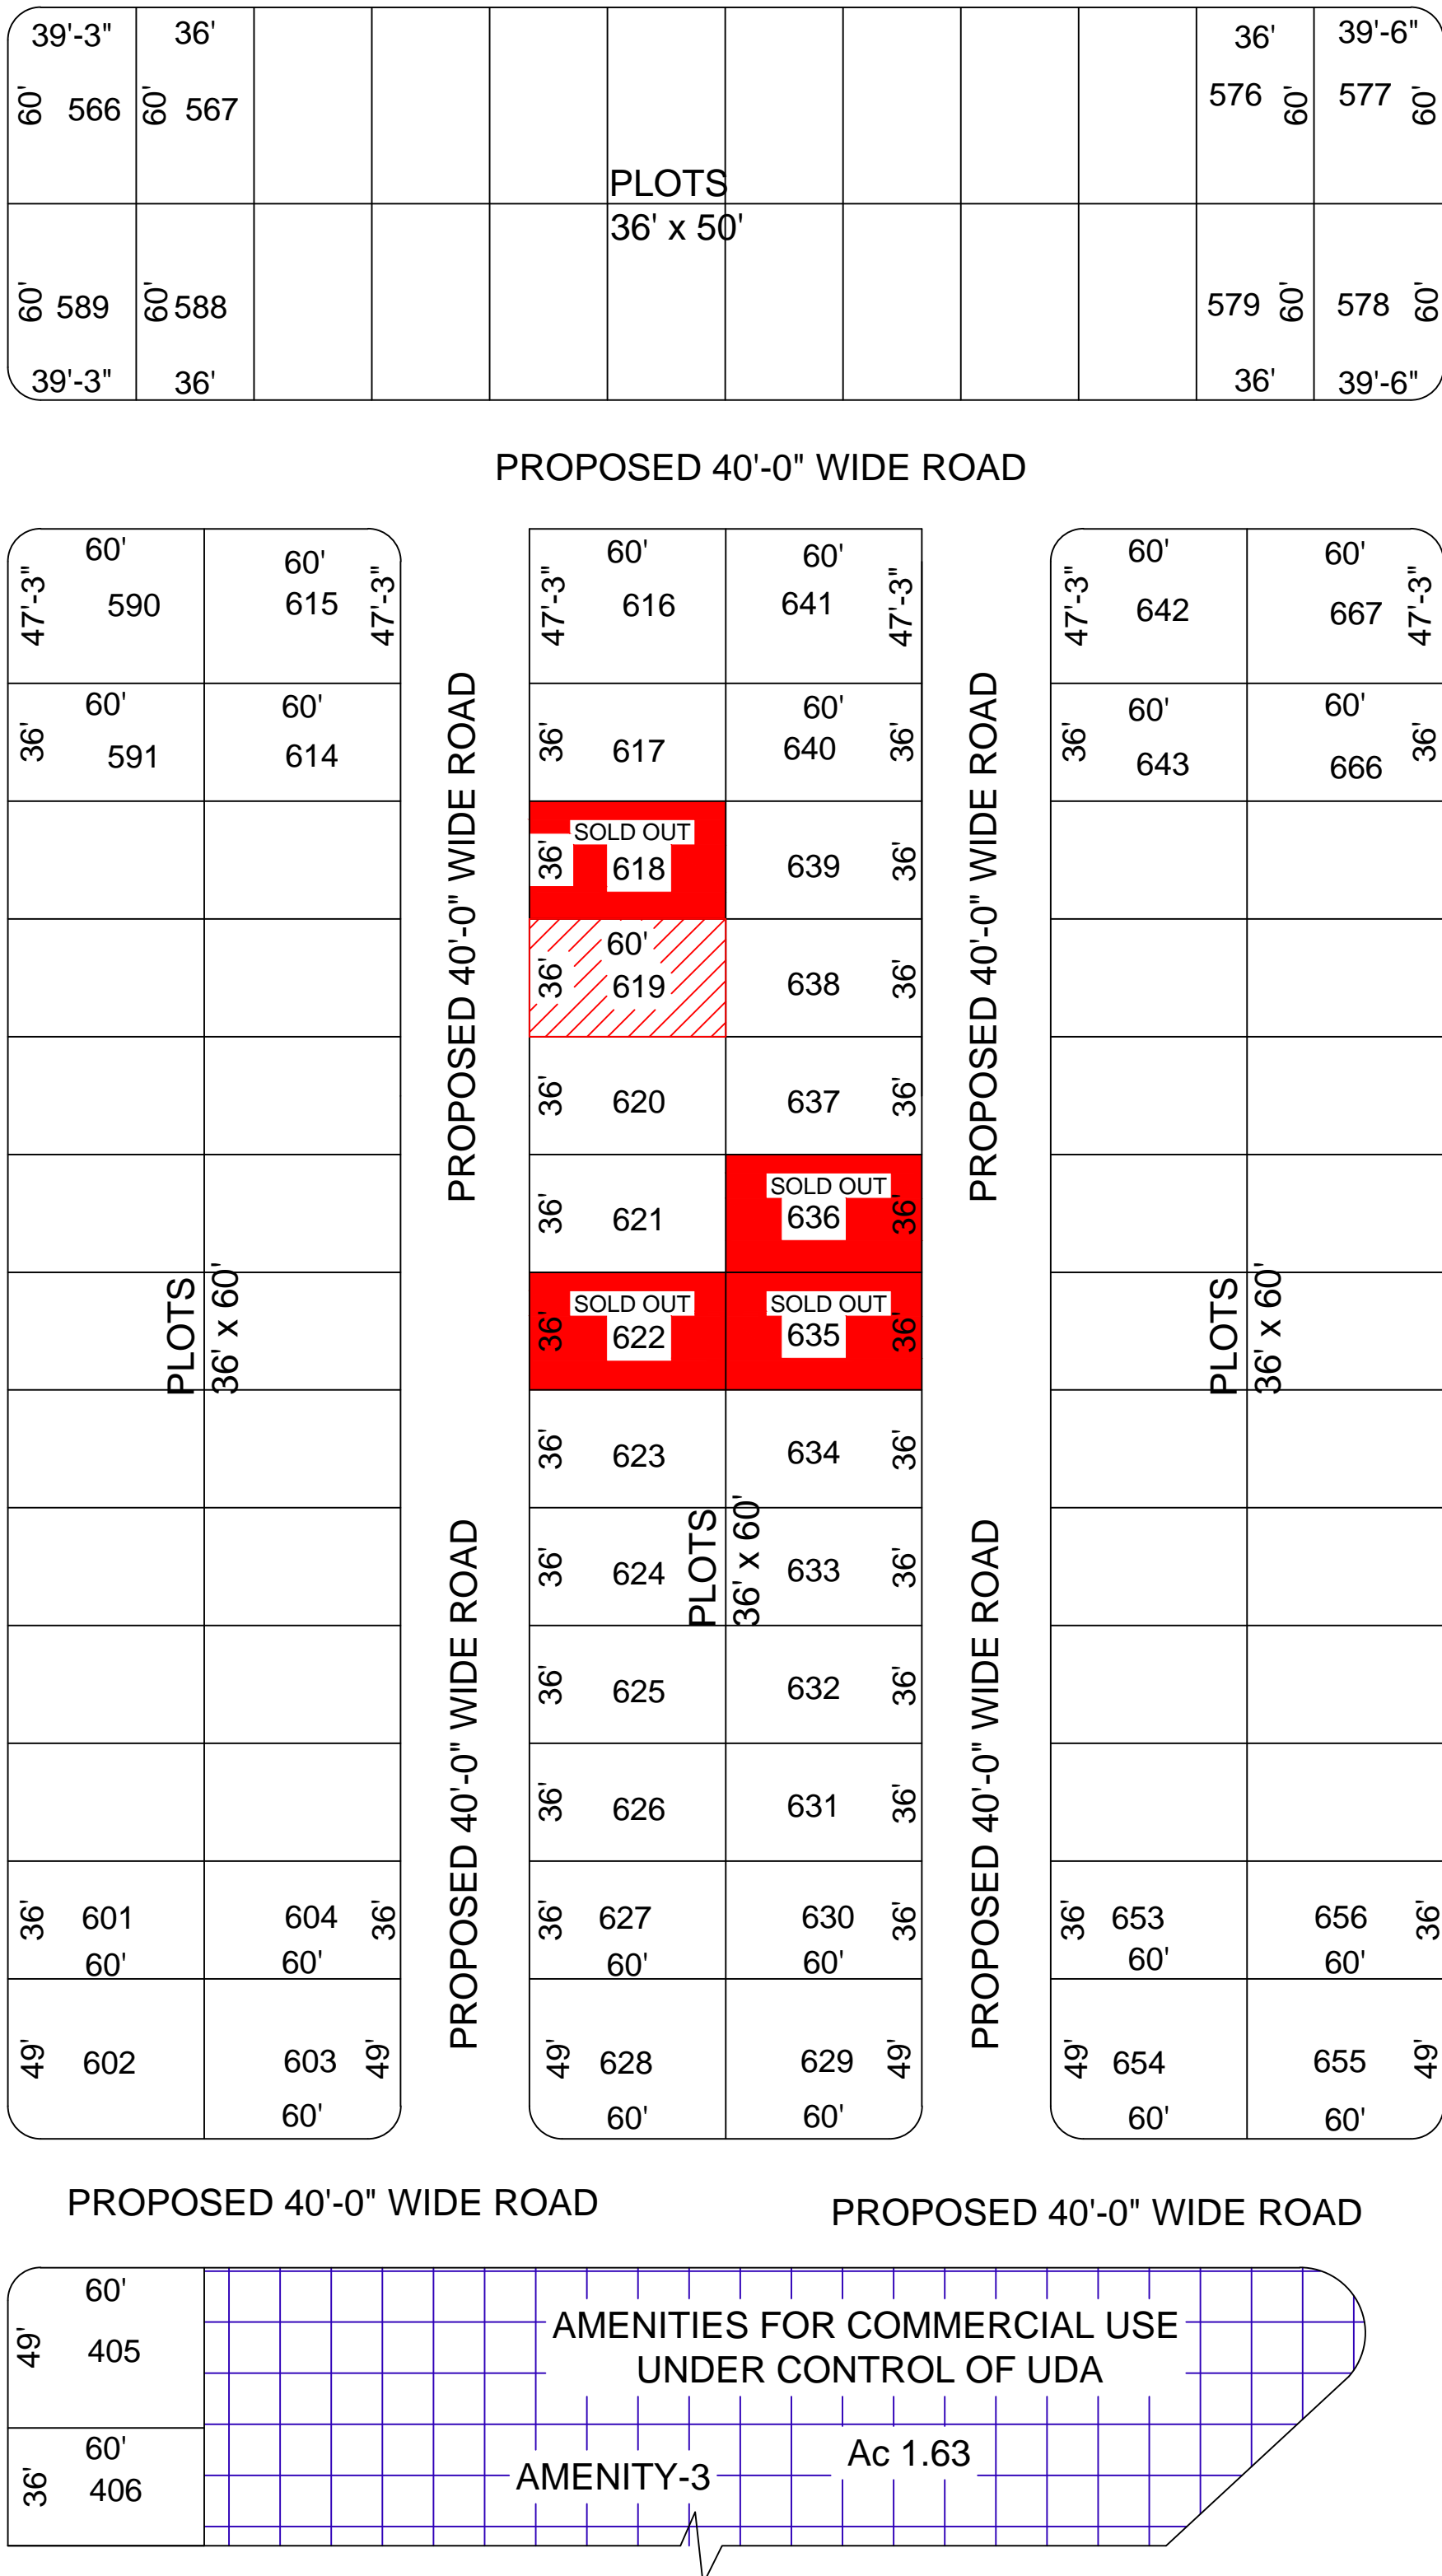 39'-3" 36' 36' 39'-6"
60' 566 60' 567 576 60' 577 60'
PLOTS
36' x 50'
60' 589 60' 588 579 60' 578 60'
39'-3" 36' 36' 39'-6"
PROPOSED 40'-0" WIDE ROAD
60' 60'
47'-3" 590 615 47'-3"
60' 60'
36' 591 614
PLOTS
36' x 60'
36' 601 604 36'
60' 60'
49' 602 603 49'
60'
PROPOSED 40'-0" WIDE ROAD
PROPOSED 40'-0" WIDE ROAD
60' 60'
47'-3" 616 641 47'-3"
60'
36' 617 640 36'
SOLD OUT
36' 618 639 36'
60'
36' 619 638 36'
36' 620 637 36'
SOLD OUT
36' 621 636 36'
SOLD OUT SOLD OUT
36' 622 635 36'
36' 623 634 36'
PLOTS
36' x 60'
36' 624 633 36'
36' 625 632 36'
36' 626 631 36'
36' 627 630 36'
60' 60'
49' 628 629 49'
60' 60'
PROPOSED 40'-0" WIDE ROAD
PROPOSED 40'-0" WIDE ROAD
60' 60'
47'-3" 642 667 47'-3"
60' 60'
36' 643 666 36'
PLOTS
36' x 60'
36' 653 656 36'
60' 60'
49' 654 655 49'
60' 60'
PROPOSED 40'-0" WIDE ROAD
PROPOSED 40'-0" WIDE ROAD
60'
49' 405
60'
36' 406
AMENITIES FOR COMMERCIAL USE
UNDER CONTROL OF UDA
Ac 1.63
AMENITY-3